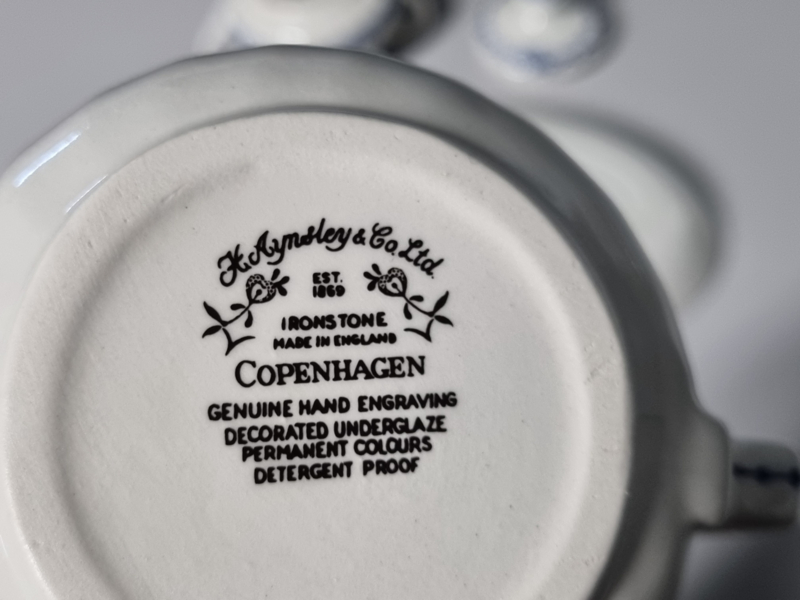 H. Aynsley & Co. Ltd.
EST.
1869
IRONSTONE
MADE IN ENGLAND
COPENHAGEN
GENUINE HAND ENGRAVING
DECORATED UNDERGLAZE
PERMANENT COLOURS
DETERGENT PROOF